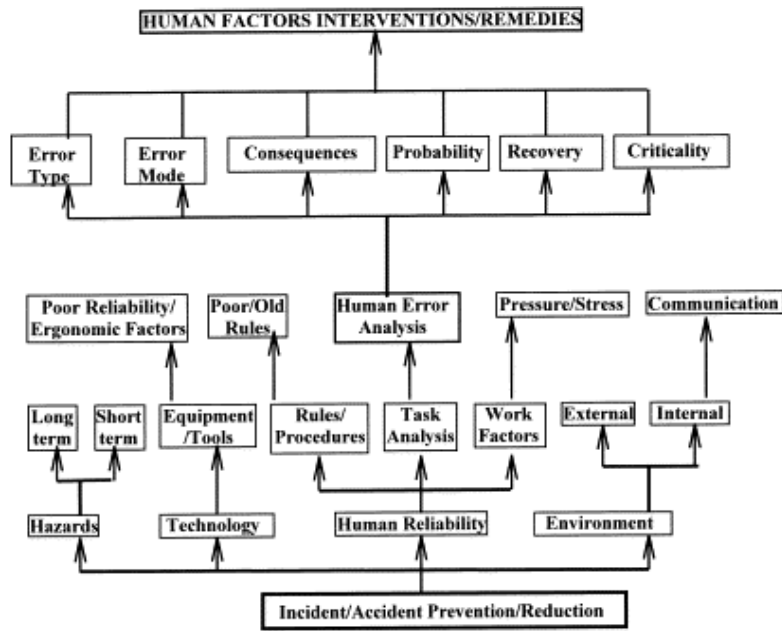 HUMAN FACTORS INTERVENTIONS/REMEDIES
Error
Type
Error
Mode
Consequences
Probability
Recovery
Criticality
Poor Reliability/
Ergonomic Factors
Poor/Old
Rules
Human Error
Analysis
Pressure/Stress
Communication
Long
term
Short
term
Equipment
/Tools
Rules/
Procedures
Task
Analysis
Work
Factors
External
Internal
Hazards
Technology
Human Reliability
Environment
Incident/Accident Prevention/Reduction